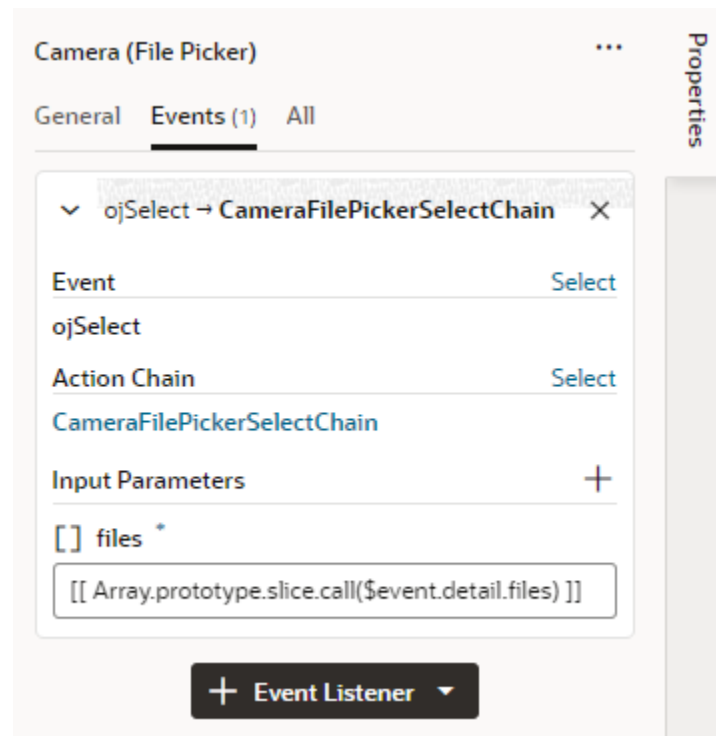 Camera (File Picker) ...
Properties
General Events (1) All
ojSelect → CameraFilePickerSelectChain ×
Event Select
ojSelect
Action Chain Select
CameraFilePickerSelectChain
Input Parameters +
[] files *
[[ Array.prototype.slice.call($event.detail.files) ]]
+ Event Listener